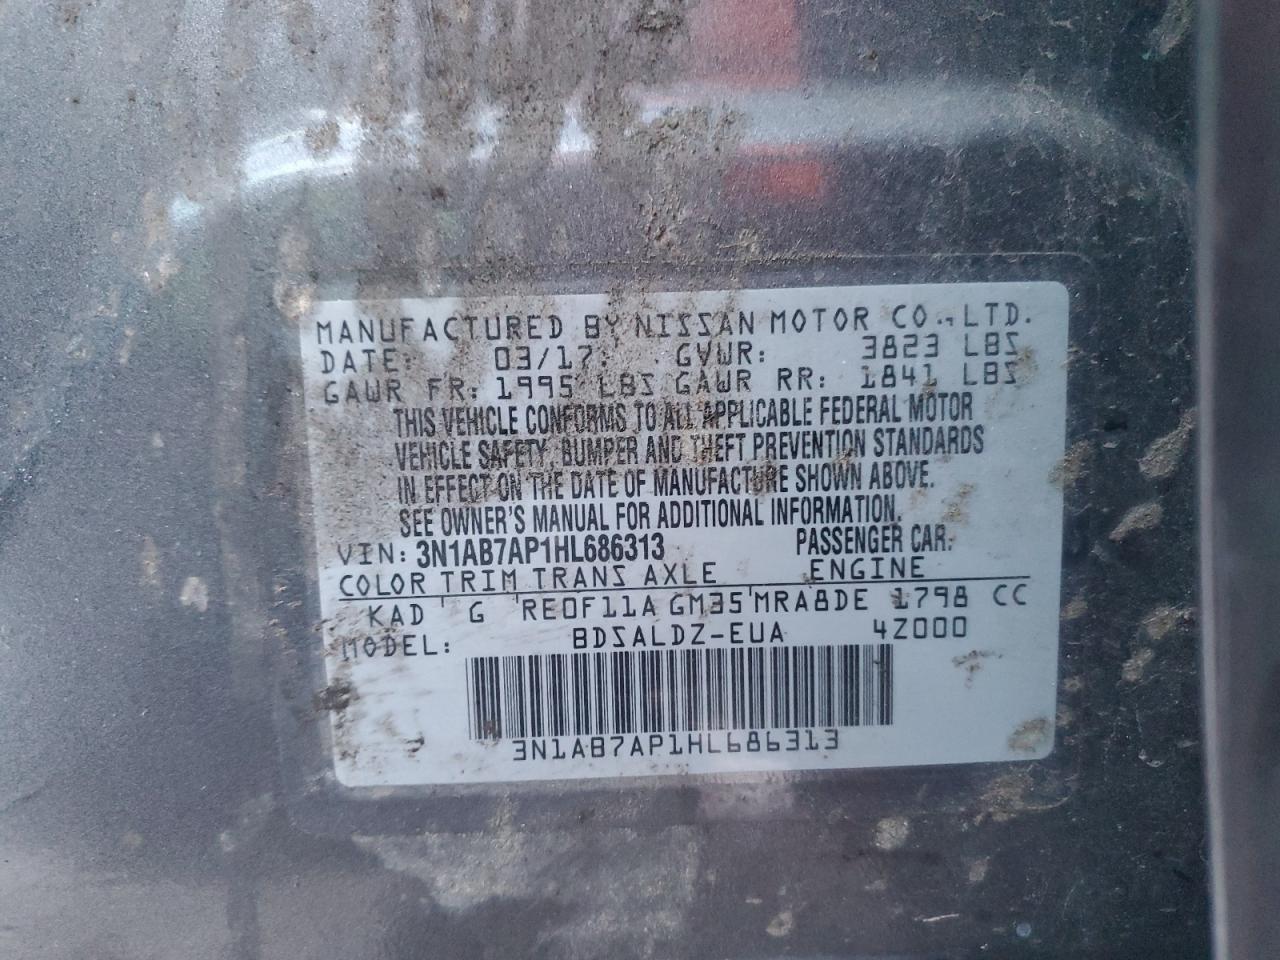 MANUFACTURED BY NISSAN MOTOR CO., LTD.
DATE: 03/17 GVWR: 3823 LBS
GAWR FR: 1995 LBS GAWR RR: 1841 LBS
THIS VEHICLE CONFORMS TO ALL APPLICABLE FEDERAL MOTOR
VEHICLE SAFETY, BUMPER AND THEFT PREVENTION STANDARDS
IN EFFECT ON THE DATE OF MANUFACTURE SHOWN ABOVE.
SEE OWNER'S MANUAL FOR ADDITIONAL INFORMATION.
VIN: 3N1AB7AP1HL686313 PASSENGER CAR.
COLOR TRIM TRANS AXLE ENGINE
KAD G RE0F11A GM35 MRA8DE 1798 CC
MODEL: BDSALDZ-EUA 4Z000
3N1AB7AP1HL686313